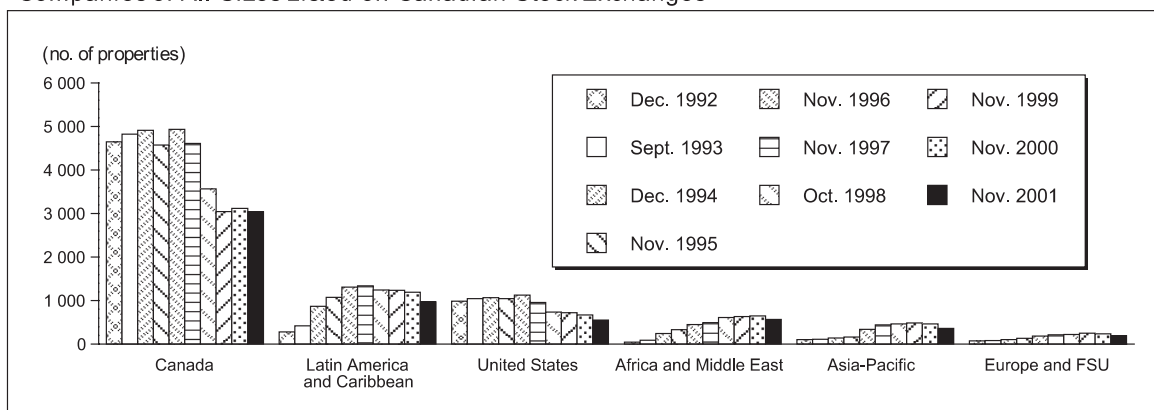 Companies of All Sizes Listed on Canadian Stock Exchanges
(no. of properties)
6 000
5 000
4 000
3 000
2 000
1 000
0
Dec. 1992
Sept. 1993
Dec. 1994
Nov. 1995
Nov. 1996
Nov. 1997
Oct. 1998
Nov. 1999
Nov. 2000
Nov. 2001
Canada
Latin America
and Caribbean
United States
Africa and Middle East
Asia-Pacific
Europe and FSU